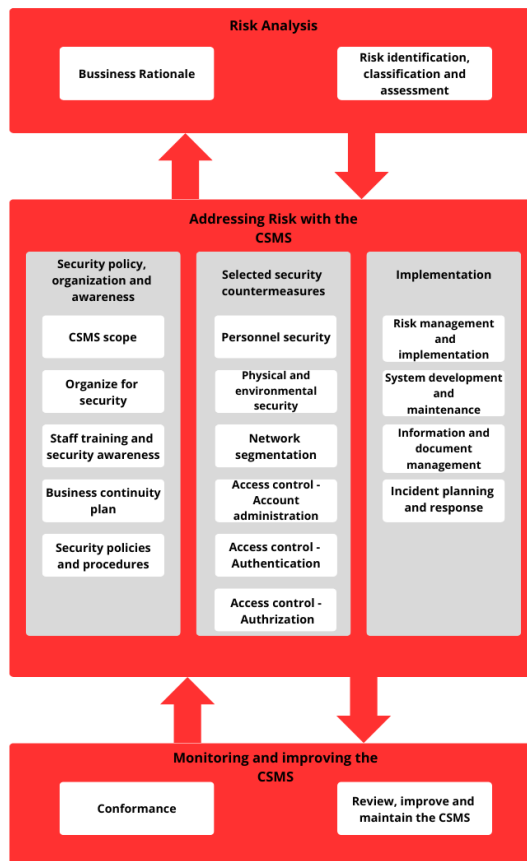 Risk Analysis
Bussiness Rationale
Risk identification,
classification and
assessment
Addressing Risk with the
CSMS
Security policy,
organization and
awareness
CSMS scope
Organize for
security
Staff training and
security awareness
Business continuity
plan
Security policies
and procedures
Selected security
countermeasures
Personnel security
Physical and
environmental
security
Network
segmentation
Access control -
Account
administration
Access control -
Authentication
Access control -
Authrization
Implementation
Risk management
and
implementation
System development
and
maintenance
Information and
document
management
Incident planning
and response
Monitoring and improving the
CSMS
Conformance
Review, improve and
maintain the CSMS